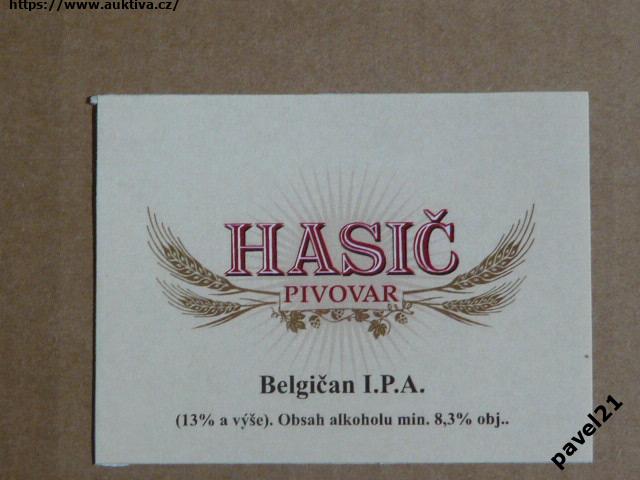 https://www.auktiva.cz/
HASIČ
PIVOVAR
Belgičan I.P.A.
(13% a výše). Obsah alkoholu min. 8,3% obj..
pavel21